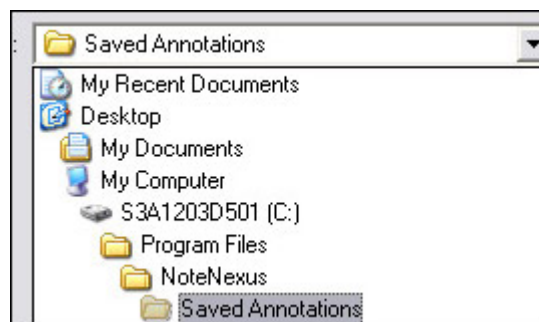 : Saved Annotations
My Recent Documents
Desktop
My Documents
My Computer
S3A1203D501 (C:)
Program Files
NoteNexus
Saved Annotations